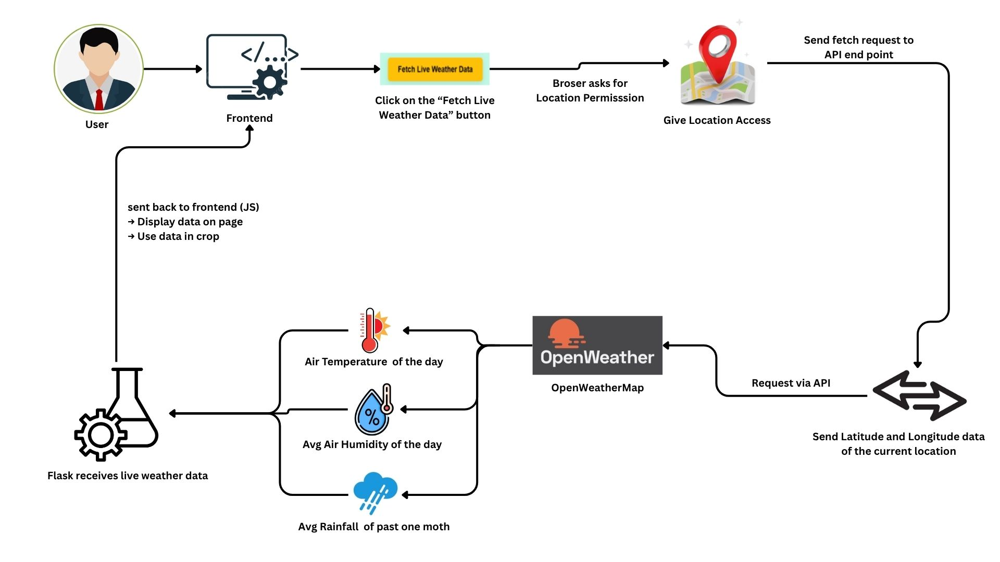 User
</...>
Frontend
Fetch Live Weather Data
Click on the “Fetch Live
Weather Data” button
Broser asks for
Location Permisssion
Give Location Access
Send fetch request to
API end point
sent back to frontend (JS)
→ Display data on page
→ Use data in crop
Air Temperature of the day
OpenWeather
OpenWeatherMap
Request via API
Send Latitude and Longitude data
of the current location
%
Avg Air Humidity of the day
Flask receives live weather data
Avg Rainfall of past one moth